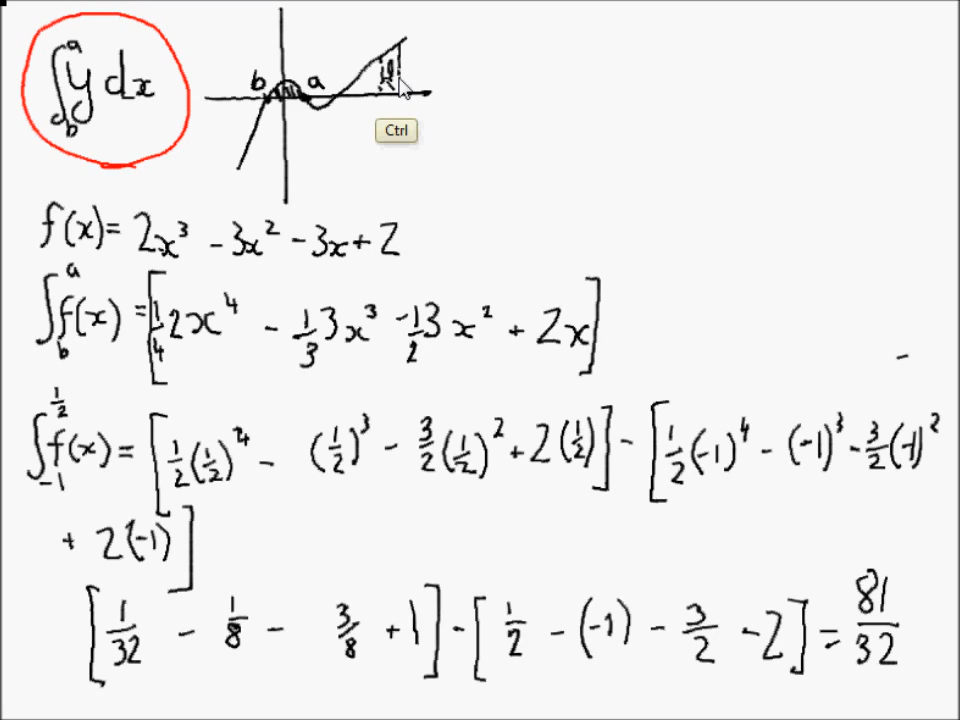 ∫_b^a y dx
b a
Ctrl
f(x) = 2x³ - 3x² - 3x + 2
∫_b^a f(x) = [1/4 2x⁴ - 1/3 3x³ - 1/2 3x² + 2x]
∫_{-1}^{1/2} f(x) = [1/2 (1/2)⁴ - (1/2)³ - 3/2 (1/2)² + 2(1/2)] - [1/2 (-1)⁴ - (-1)³ - 3/2 (-1)²
+ 2(-1)]
[1/32 - 1/8 - 3/8 + 1] - [1/2 - (-1) - 3/2 - 2] = 81/32